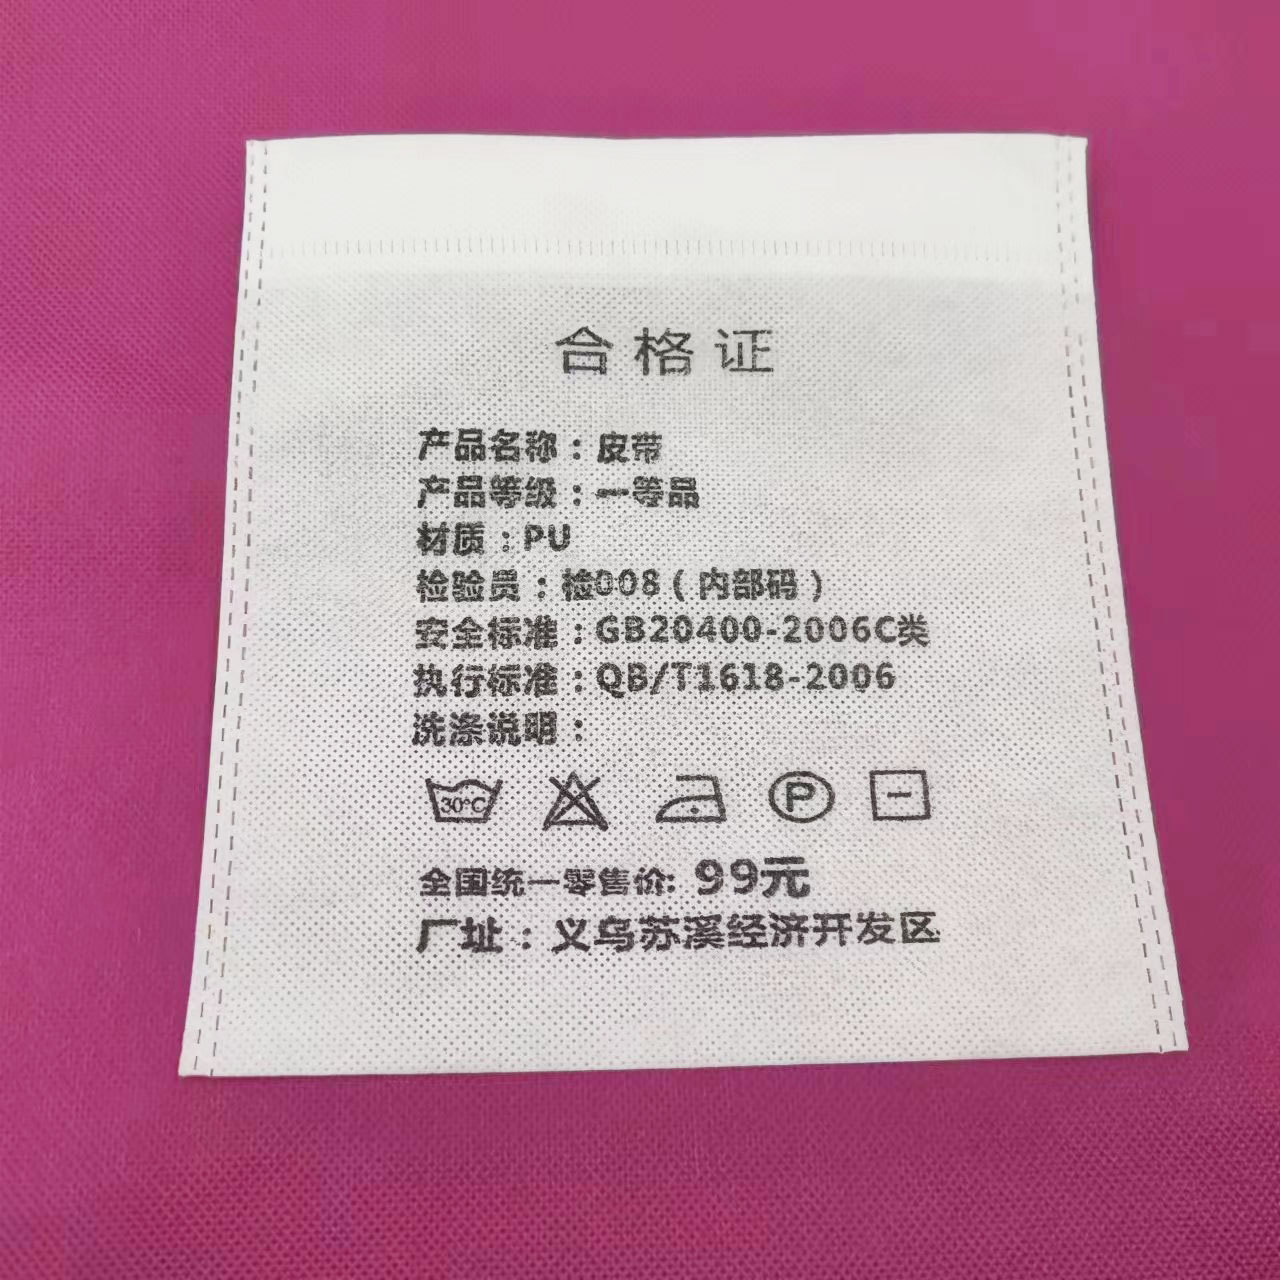 合格证
产品名称：皮带
产品等级：一等品
材质：PU
检验员：检008（内部码）
安全标准：GB20400-2006C类
执行标准：QB/T1618-2006
洗涤说明：
30°C P
全国统一零售价: 99元
厂址：义乌苏溪经济开发区